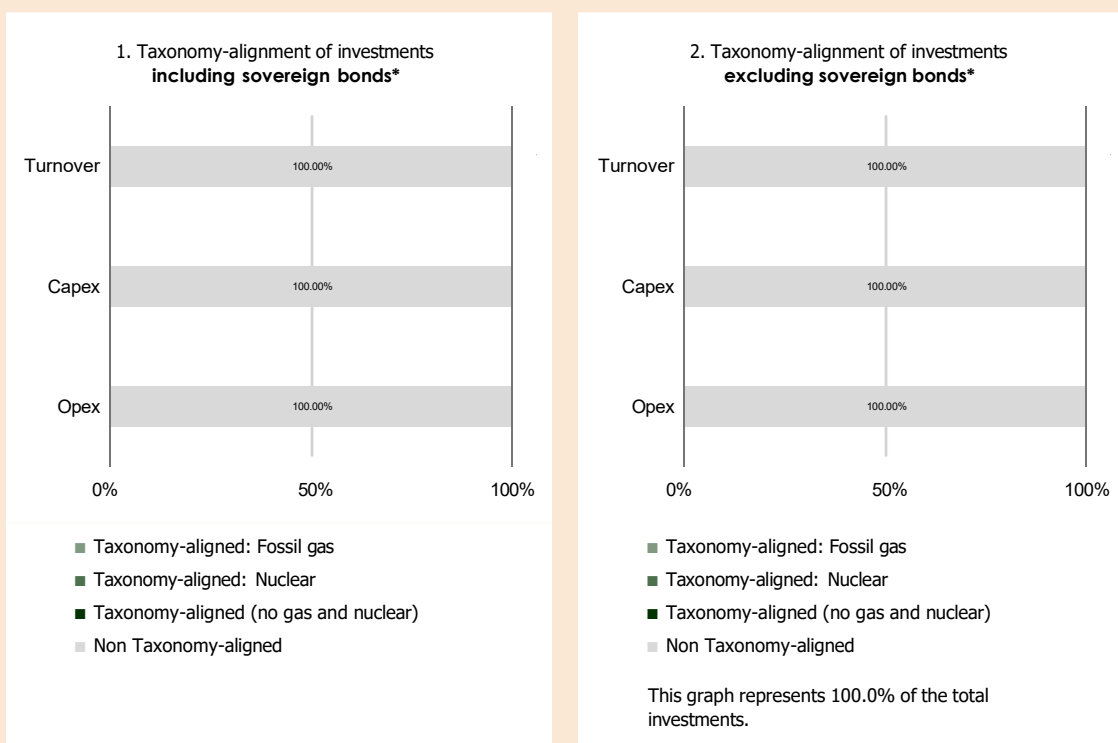 1. Taxonomy-alignment of investments
including sovereign bonds*
Turnover
100.00%
Capex
100.00%
Opex
100.00%
0% 50% 100%
Taxonomy-aligned: Fossil gas
Taxonomy-aligned: Nuclear
Taxonomy-aligned (no gas and nuclear)
Non Taxonomy-aligned
2. Taxonomy-alignment of investments
excluding sovereign bonds*
Turnover
100.00%
Capex
100.00%
Opex
100.00%
0% 50% 100%
Taxonomy-aligned: Fossil gas
Taxonomy-aligned: Nuclear
Taxonomy-aligned (no gas and nuclear)
Non Taxonomy-aligned
This graph represents 100.0% of the total
investments.